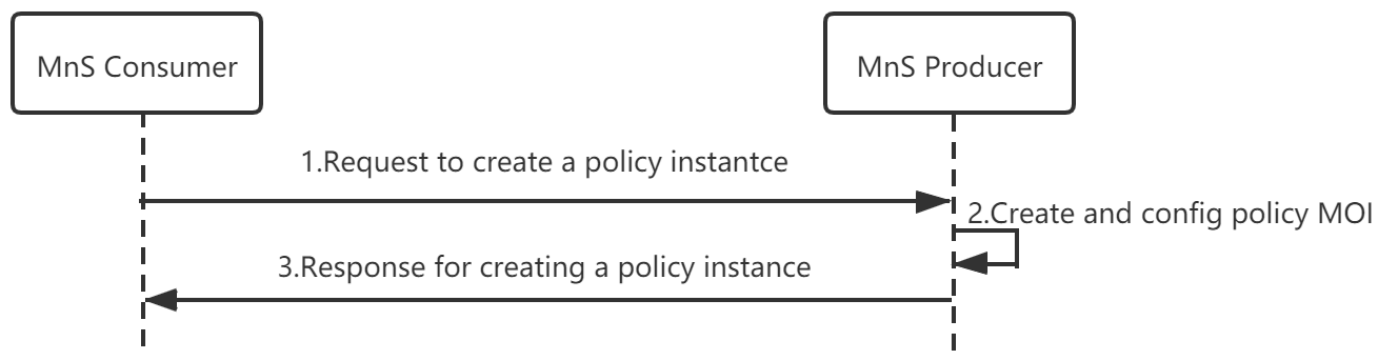 MnS Consumer
MnS Producer
1.Request to create a policy instantce
2.Create and config policy MOI
3.Response for creating a policy instance